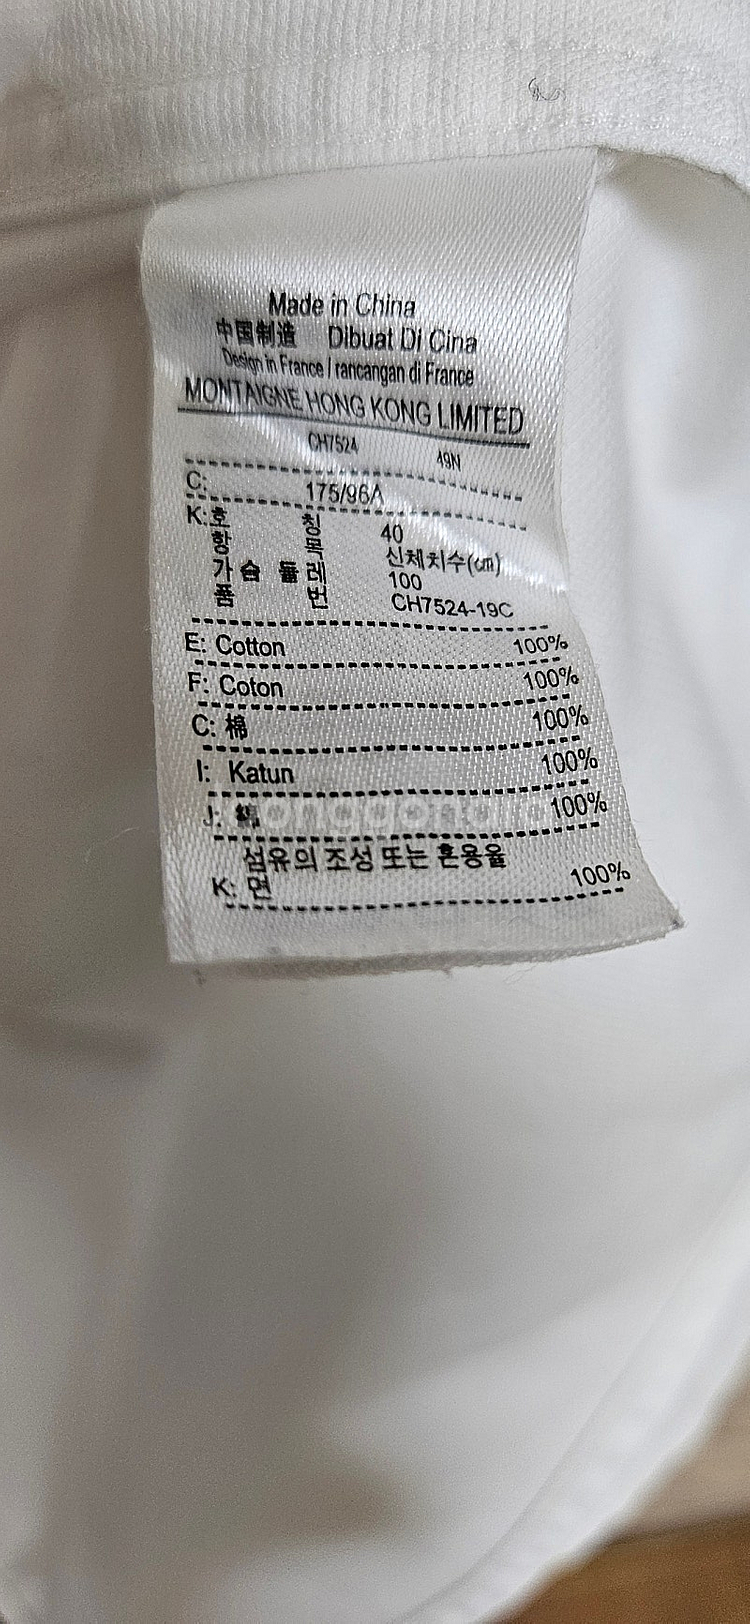 Made in China
中国制造 Dibuat Di Cina
Design in France / rancangan di France
MONTAIGNE HONG KONG LIMITED
CH7524 49N
C: 175/96A
K:호 칭 40
항 목 신체치수(cm)
가슴 둘레 100
품 번 CH7524-19C
E: Cotton 100%
F: Coton 100%
C: 棉 100%
I: Katun 100%
J: 綿 100%
섬유의 조성 또는 혼용율
K: 면 100%